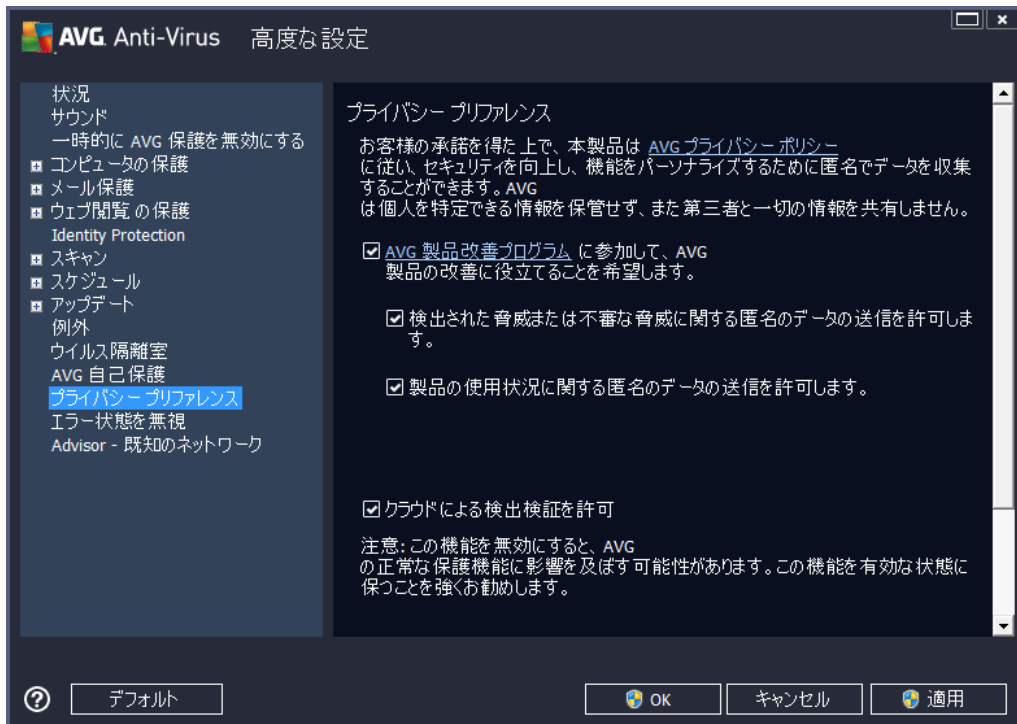 AVG. Anti-Virus 高度な設定
状況
サウンド
一時的に AVG 保護を無効にする
コンピュータの保護
メール保護
ウェブ閲覧 の保護
Identity Protection
スキャン
スケジュール
アップデート
例外
ウイルス隔離室
AVG 自己保護
プライバシー プリファレンス
エラー状態を無視
Advisor - 既知のネットワーク
プライバシー プリファレンス
お客様の承諾を得た上で、本製品は AVG プライバシー ポリシー
に従い、セキュリティを向上し、機能をパーソナライズするために匿名でデータを収集
することができます。AVG
は個人を特定できる情報を保管せず、また第三者と一切の情報を共有しません。
AVG 製品改善プログラム に参加して、AVG
製品の改善に役立てることを希望します。
検出された脅威または不審な脅威に関する匿名のデータの送信を許可しま
す。
製品の使用状況に関する匿名のデータの送信を許可します。
クラウドによる検出検証を許可
注意: この機能を無効にすると、AVG
の正常な保護機能に影響を及ぼす可能性があります。この機能を有効な状態に
保つことを強くお勧めします。
デフォルト
OK
キャンセル
適用